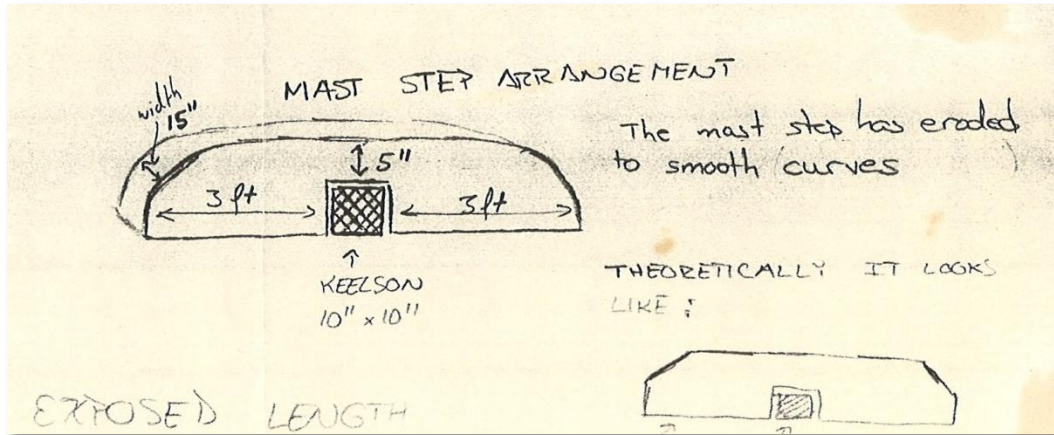 MAST STEP ARRANGEMENT
width
15"
5"
The mast step has eroded
to smooth curves
3 ft
3 ft
KEELSON
10" x 10"
THEORETICALLY IT LOOKS
LIKE :
EXPOSED LENGTH